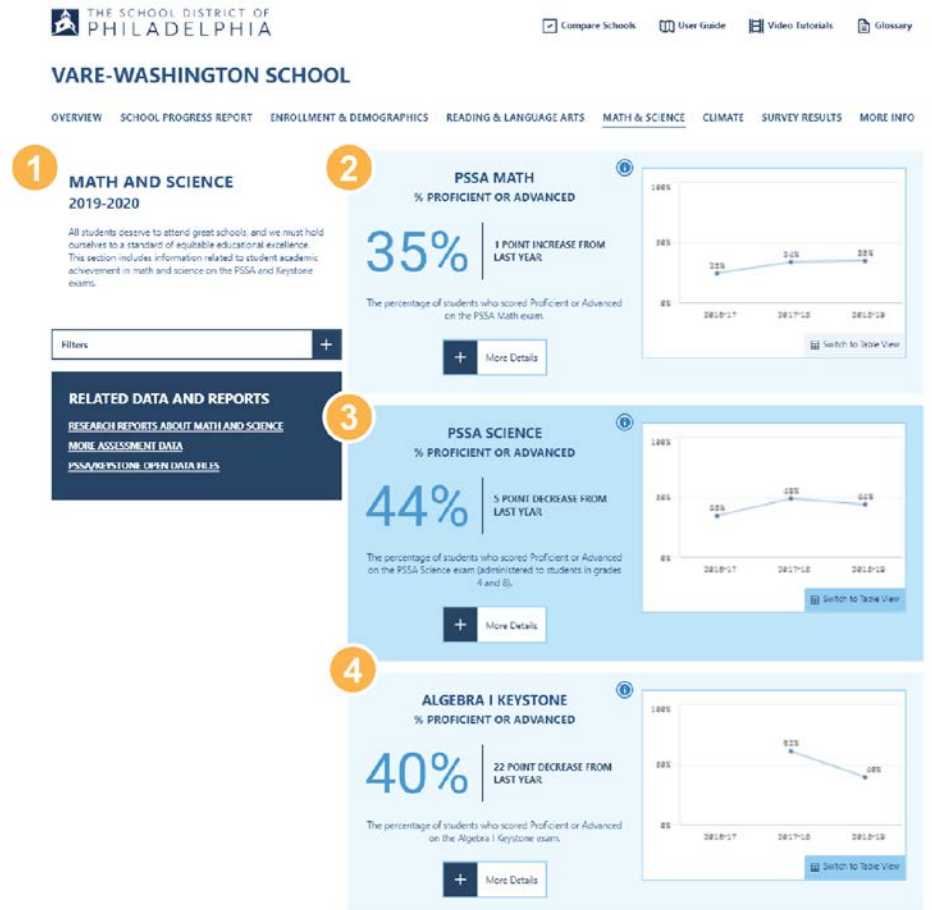 THE SCHOOL DISTRICT OF
PHILADELPHIA
Compare Schools
User Guide
Video Tutorials
Glossary
VARE-WASHINGTON SCHOOL
OVERVIEW
SCHOOL PROGRESS REPORT
ENROLLMENT & DEMOGRAPHICS
READING & LANGUAGE ARTS
MATH & SCIENCE
CLIMATE
SURVEY RESULTS
MORE INFO
1
MATH AND SCIENCE
2019-2020
All students deserve to attend great schools, and we must hold
ourselves to a standard of equitable educational excellence.
This section includes information related to student academic
achievement in math and science on the PSSA and Keystone
exams.
Filters
+
RELATED DATA AND REPORTS
RESEARCH REPORTS ABOUT MATH AND SCIENCE
MORE ASSESSMENT DATA
PSSA/KEYSTONE OPEN DATA FILES
2
PSSA MATH
% PROFICIENT OR ADVANCED
35%
1 POINT INCREASE FROM
LAST YEAR
The percentage of students who scored Proficient or Advanced
on the PSSA Math exam.
+
More Details
100%
50%
0%
34%
2016-17
2017-18
2018-19
Switch to Table View
3
PSSA SCIENCE
% PROFICIENT OR ADVANCED
44%
5 POINT DECREASE FROM
LAST YEAR
The percentage of students who scored Proficient or Advanced
on the PSSA Science exam (administered to students in grades
4 and 8).
+
More Details
100%
50%
0%
49%
44%
2016-17
2017-18
2018-19
Switch to Table View
4
ALGEBRA I KEYSTONE
% PROFICIENT OR ADVANCED
40%
22 POINT DECREASE FROM
LAST YEAR
The percentage of students who scored Proficient or Advanced
on the Algebra I Keystone exam.
+
More Details
100%
50%
0%
62%
40%
2016-17
2017-18
2018-19
Switch to Table View